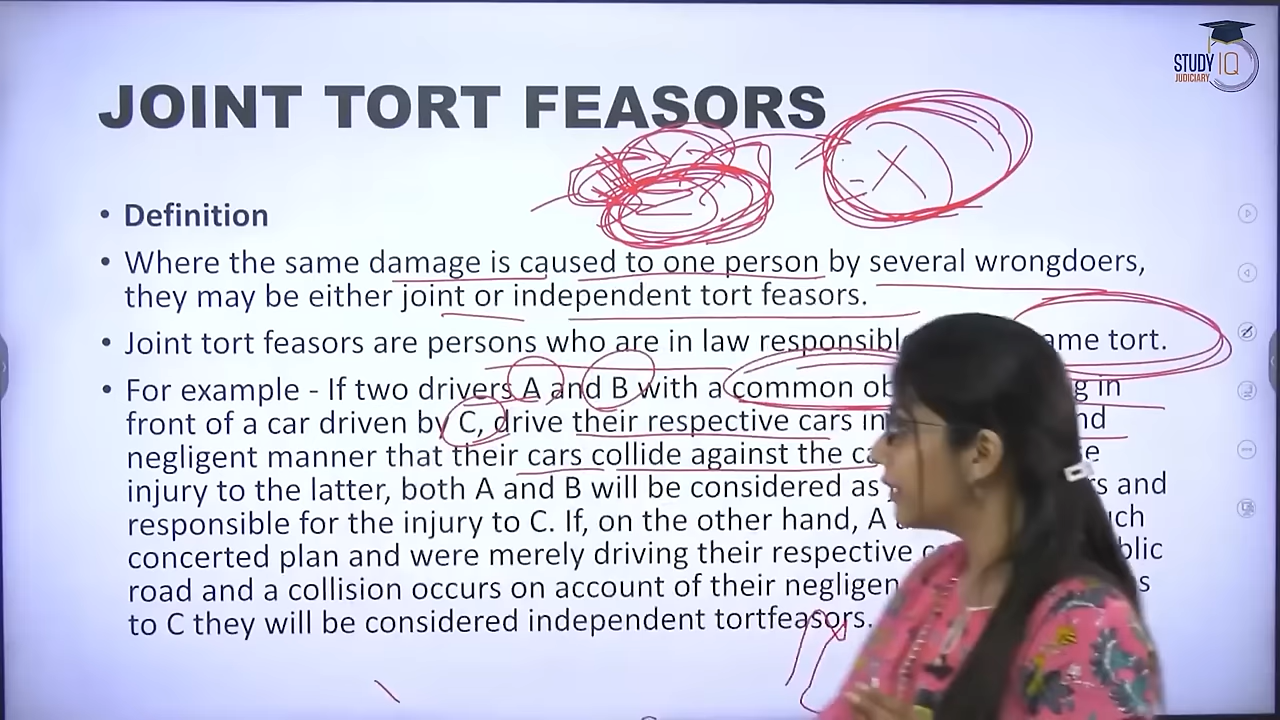 STUDY IQ
JUDICIARY
JOINT TORT FEASORS
X
• Definition
• Where the same damage is caused to one person by several wrongdoers,
they may be either joint or independent tort feasors.
• Joint tort feasors are persons who are in law ame tort.
• For example - If two drivers A and B with a common g in
front of a car driven by C, drive their respective cars in nd
negligent manner that their cars collide against the e
injury to the latter, both A and B will be considered as s and
responsible for the injury to C. If, on the other hand, A uch
concerted plan and were merely driving their respective blic
road and a collision occurs on account of their s
to C they will be considered independent tortfeasors.